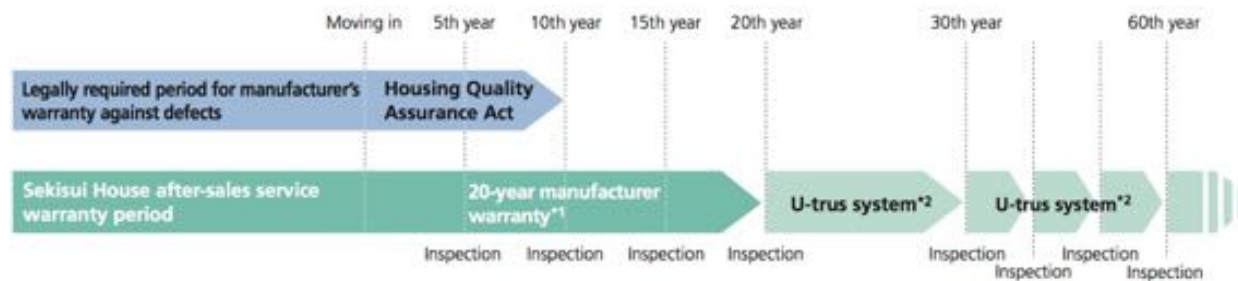 Moving in 5th year 10th year 15th year 20th year 30th year 60th year
Legally required period for manufacturer's
warranty against defects
Housing Quality
Assurance Act
Sekisui House after-sales service
warranty period
20-year manufacturer
warranty*1
U-trus system*2
U-trus system*2
Inspection Inspection Inspection Inspection Inspection Inspection Inspection Inspection